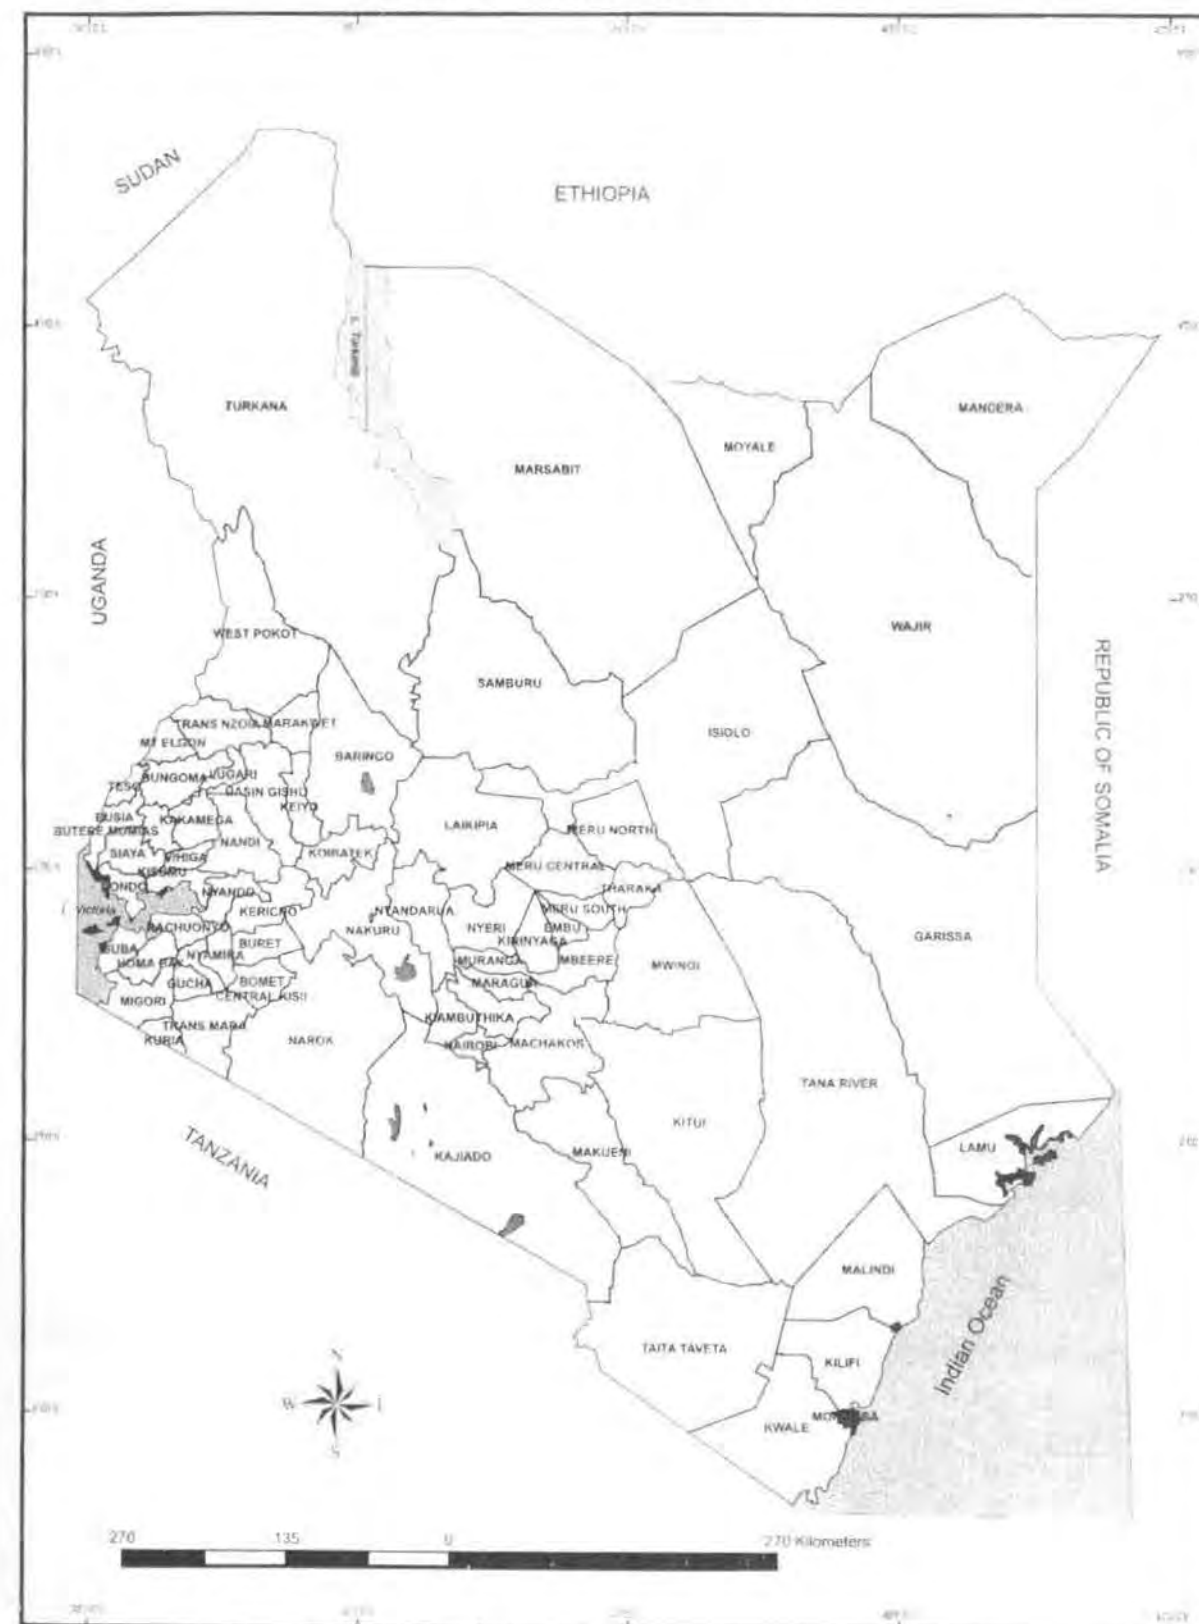 SUDAN
ETHIOPIA
L. Turkana
TURKANA
MANDERA
MOYALE
MARSABIT
UGANDA
WAJIR
WEST POKOT
REPUBLIC OF SOMALIA
SAMBURU
TRANS NZOIA
MARAKWET
ISIOLO
MT ELGON
BARINGO
BUNGOMA
LUGARI
TESO
UASIN GISHU
KEIYO
BUSIA
KAKAMEGA
BUTERE MUMIAS
LAIKIPIA
MERU NORTH
NANDI
SIAYA
VIHIGA
KOIBATEK
MERU CENTRAL
KISUMU
BONDO
NYANDO
THARAKA
L. Victoria
KERICHO
NYANDARUA
MERU SOUTH
RACHUONYO
NAKURU
NYERI
EMBU
GARISSA
SUBA
BURET
KIRINYAGA
HOMA BAY
NYAMIRA
MURANGA
MBEERE
MWINGI
GUCHA
BOMET
MARAGUA
MIGORI
CENTRAL KISII
KIAMBU
THIKA
TRANS MARA
KURIA
NAROK
NAIROBI
MACHAKOS
TANA RIVER
KITUI
TANZANIA
KAJIADO
MAKUENI
LAMU
MALINDI
Indian Ocean
TAITA TAVETA
KILIFI
N
W
S
KWALE
MOMBASA
270 135 0 270 Kilometers